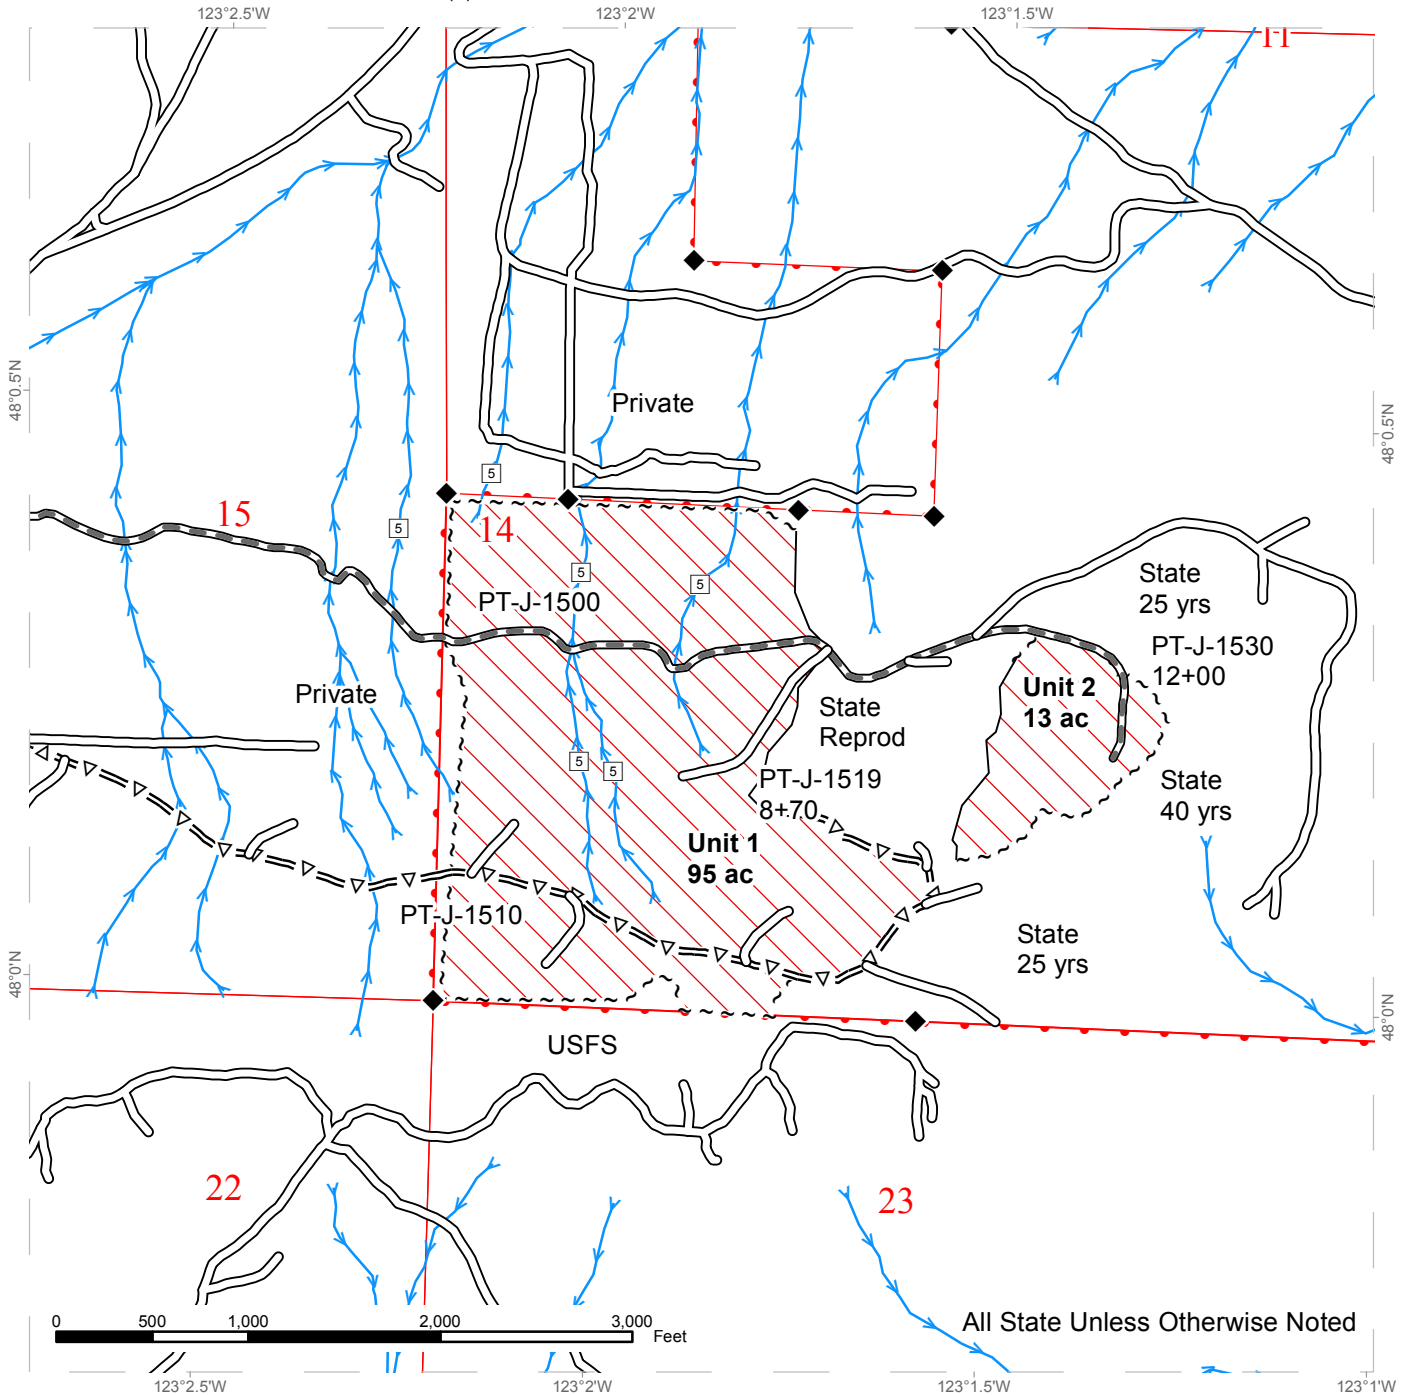 123°2.5'W
123°2'W
123°1.5'W
11
48°0.5'N
48°0.5'N
Private
5
15
14
5
5
5
PT-J-1500
State
25 yrs
PT-J-1530
12+00
Private
Unit 2
13 ac
State
Reprod
5
5
PT-J-1519
8+70
State
40 yrs
Unit 1
95 ac
PT-J-1510
State
25 yrs
48°0'N
48°0'N
USFS
22
23
0 500 1,000 2,000 3,000
Feet
All State Unless Otherwise Noted
123°2.5'W
123°2'W
123°1.5'W
123°1'W